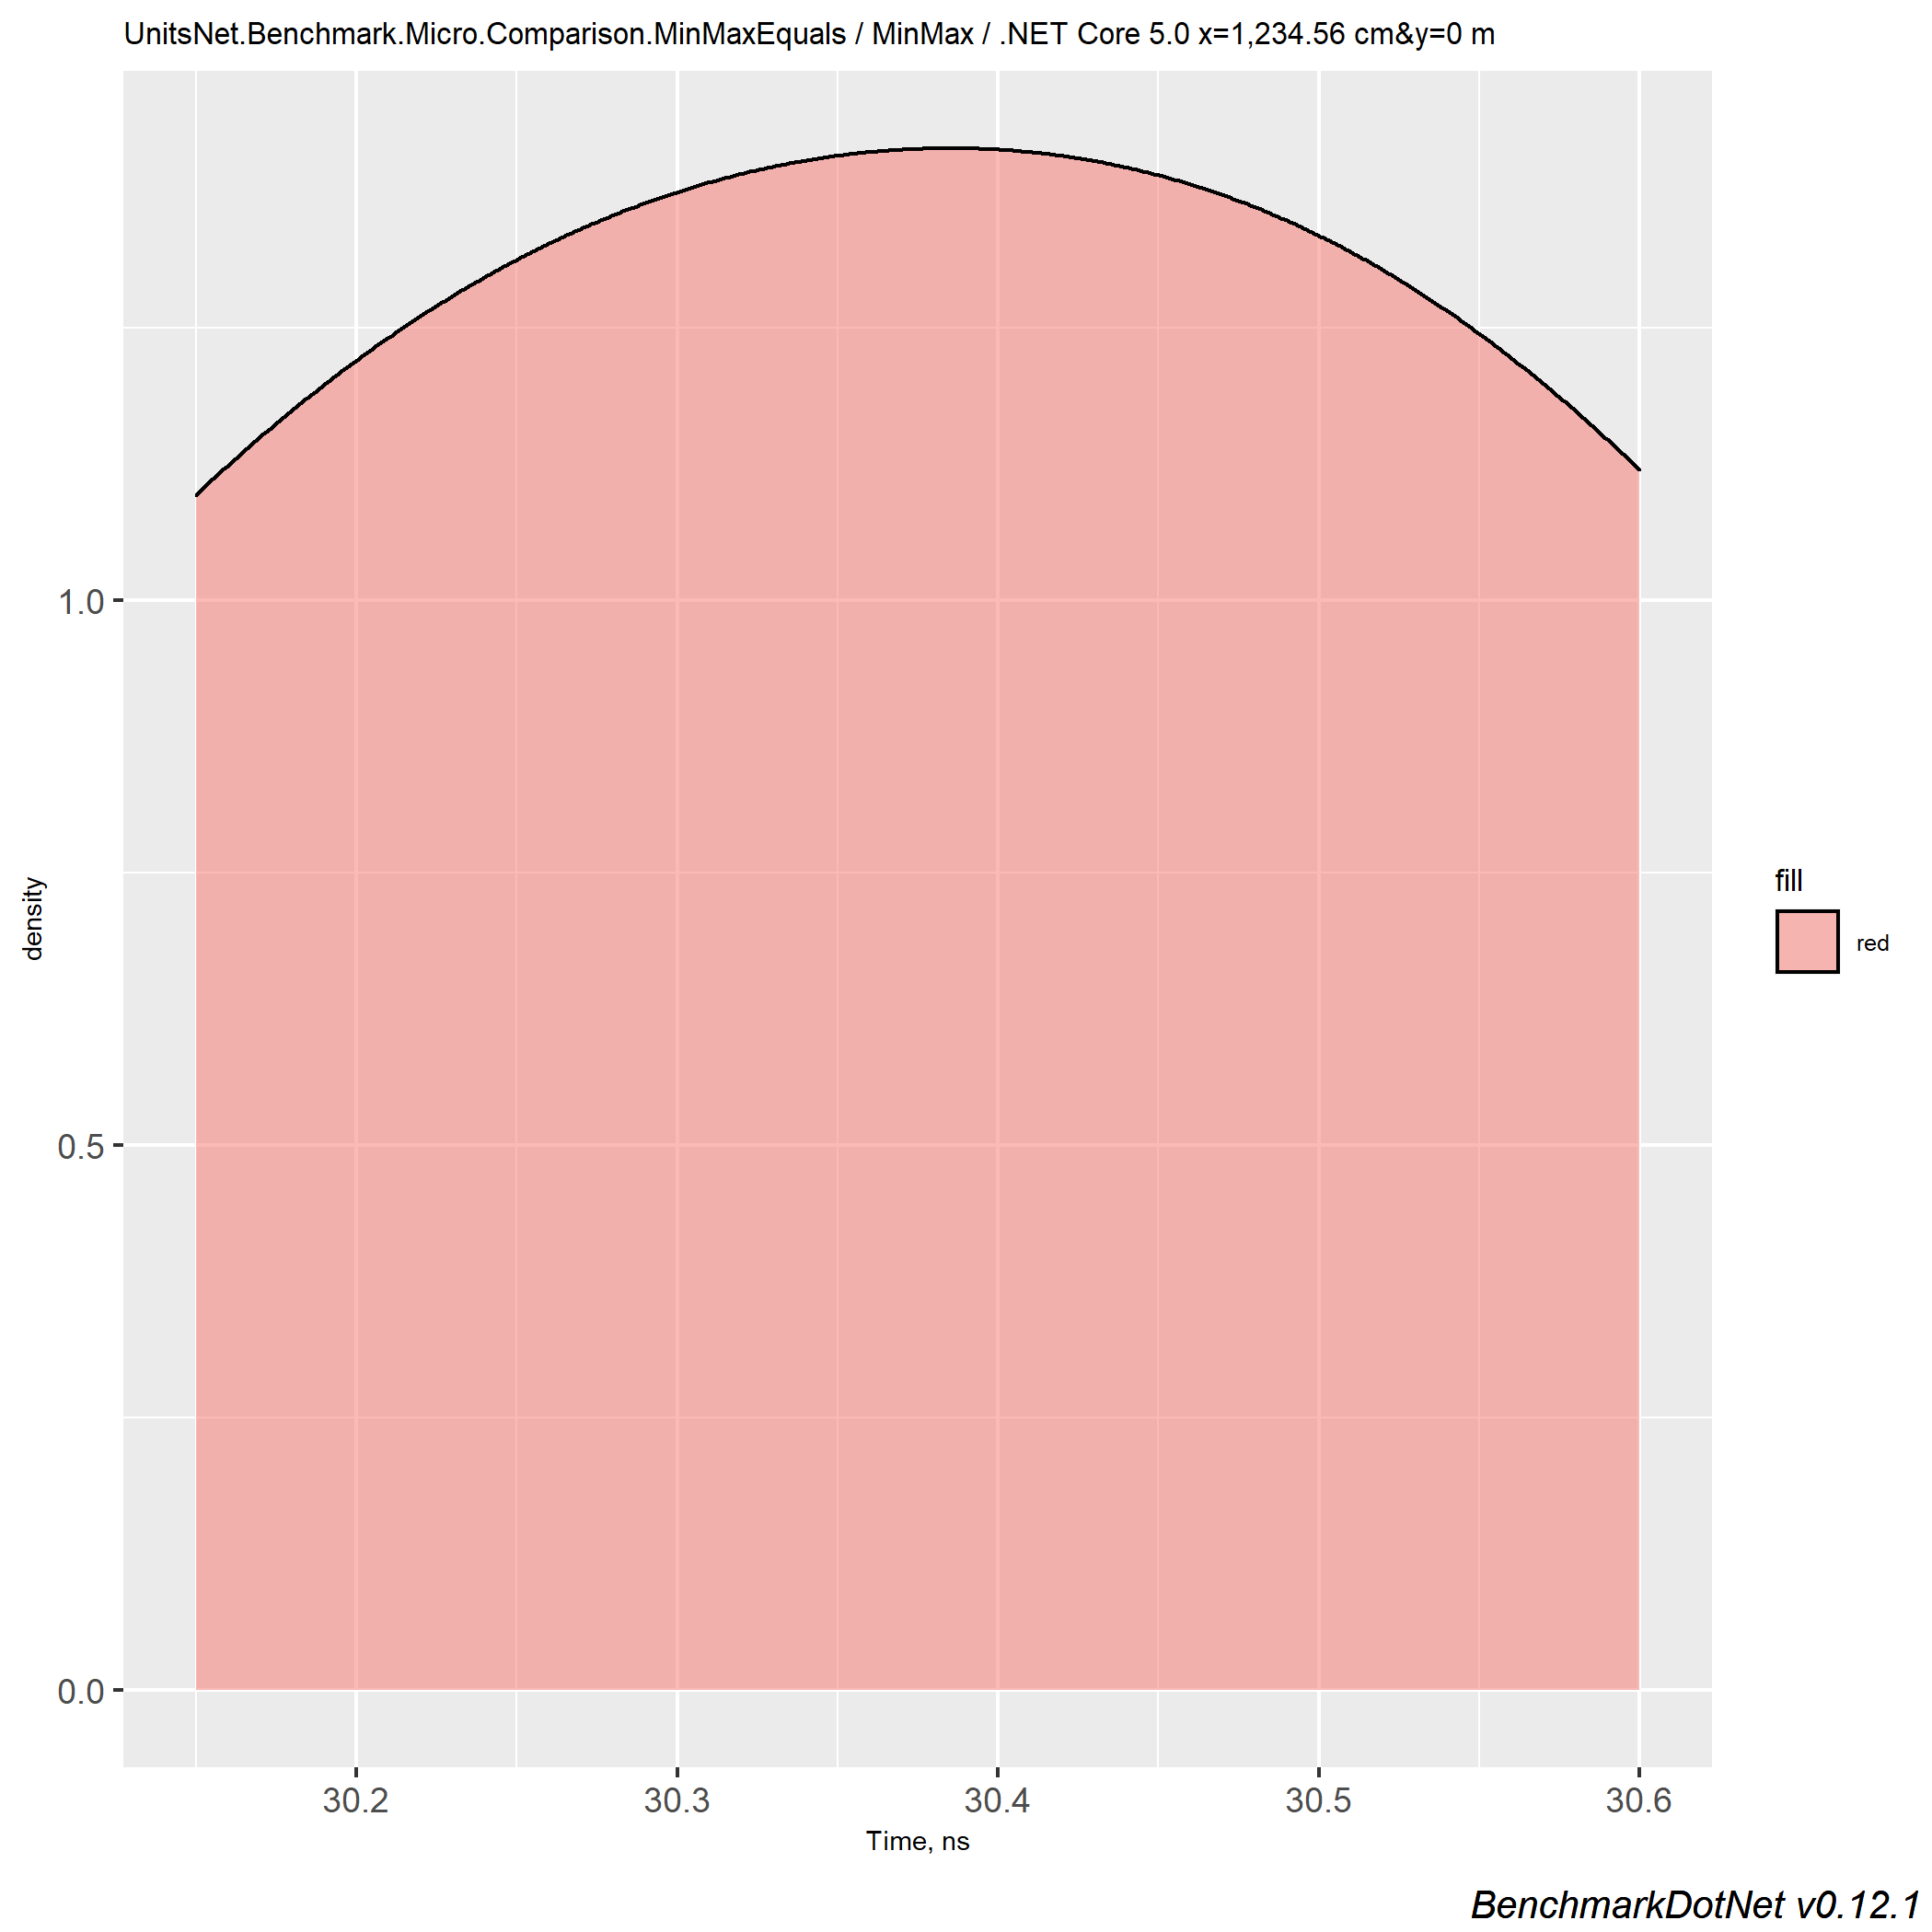 UnitsNet.Benchmark.Micro.Comparison.MinMaxEquals / MinMax / .NET Core 5.0 x=1,234.56 cm&y=0 m
1.0
0.5
0.0
density
30.2 30.3 30.4 30.5 30.6
Time, ns
fill
red
BenchmarkDotNet v0.12.1